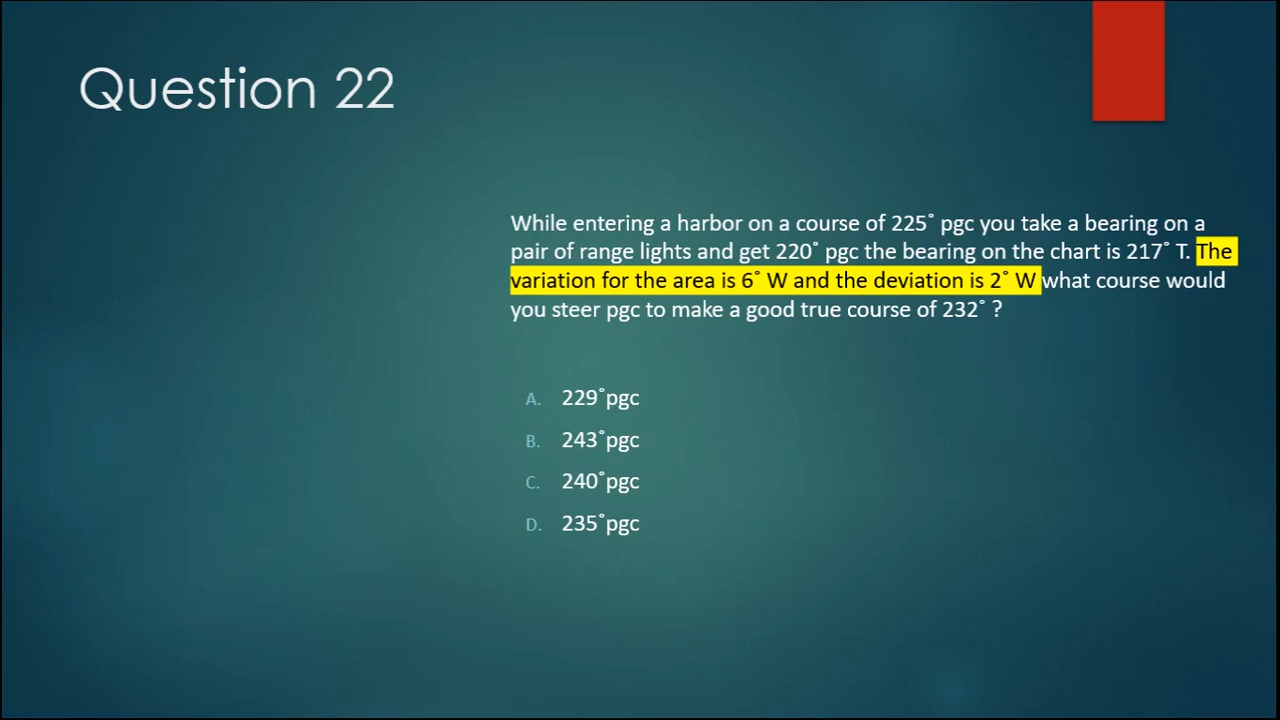 Question 22
While entering a harbor on a course of 225˚ pgc you take a bearing on a
pair of range lights and get 220˚ pgc the bearing on the chart is 217˚ T. The
variation for the area is 6˚ W and the deviation is 2˚ W what course would
you steer pgc to make a good true course of 232˚ ?
A. 229˚pgc
B. 243˚pgc
C. 240˚pgc
D. 235˚pgc